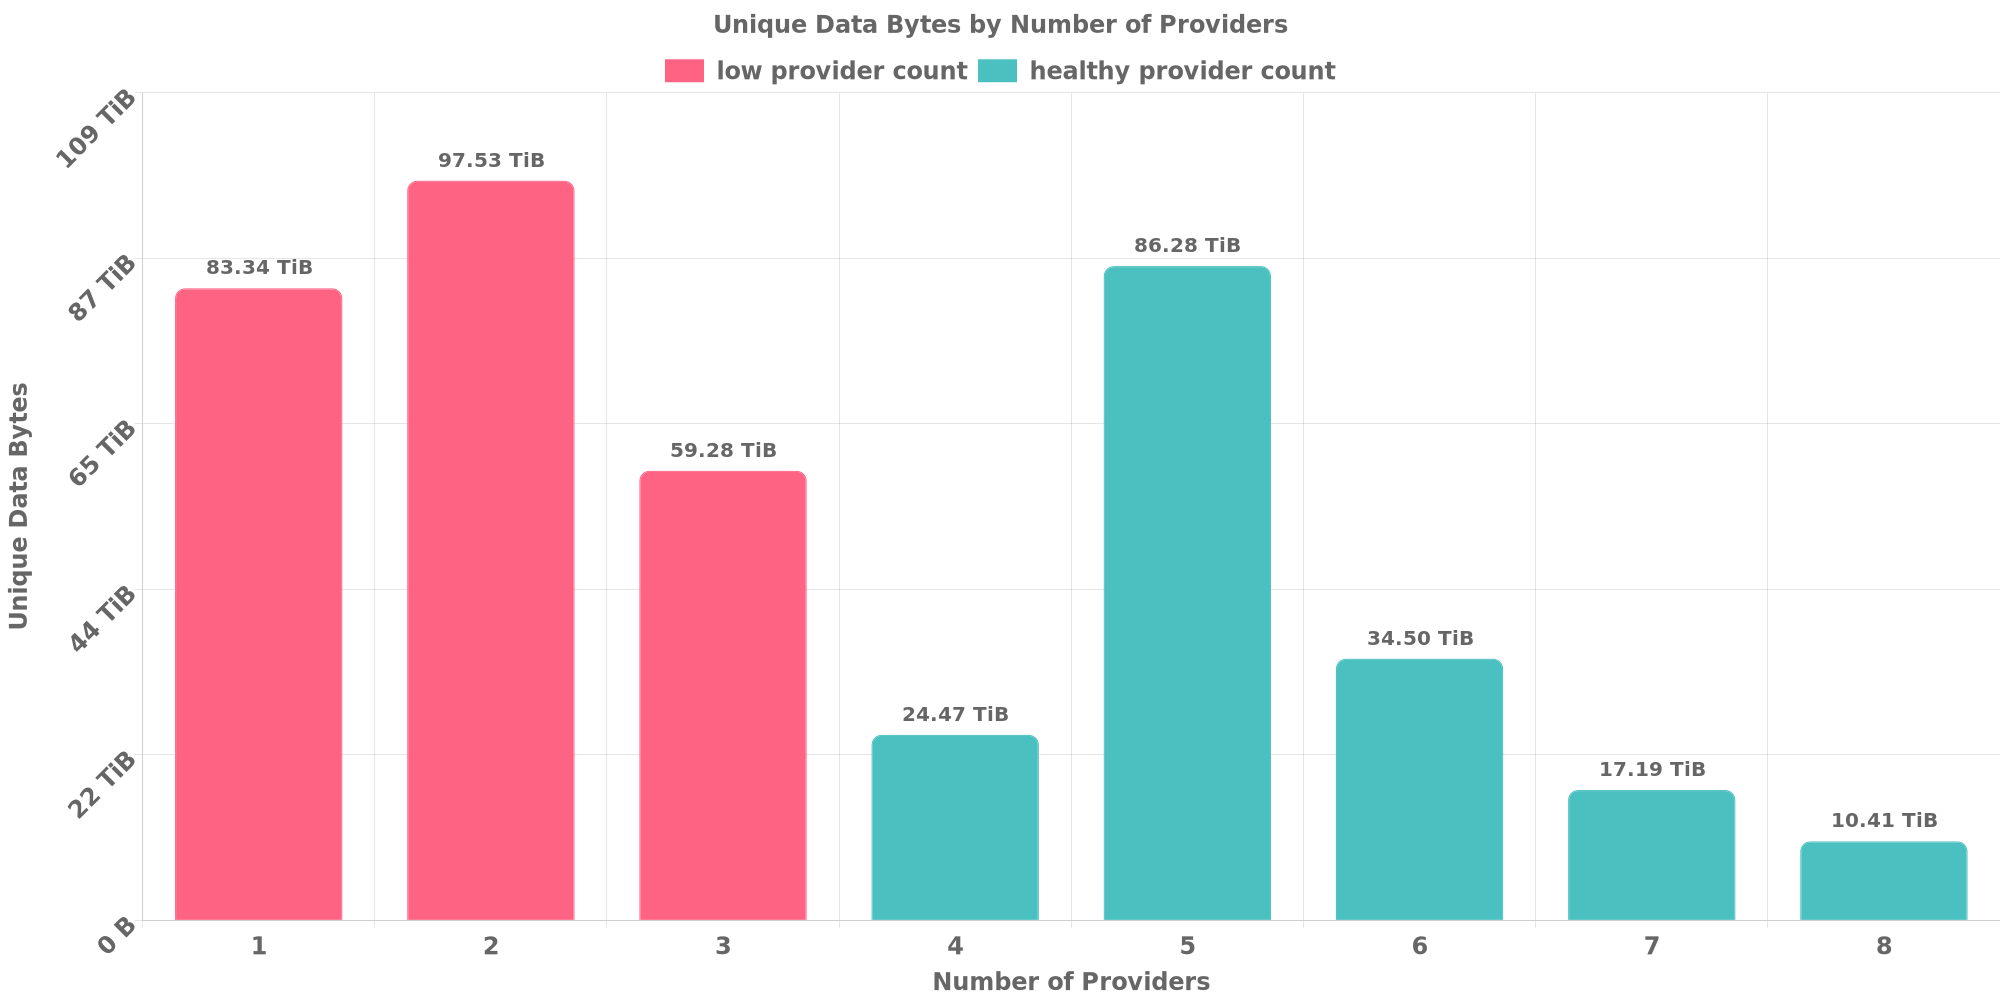 Unique Data Bytes by Number of Providers
low provider count healthy provider count
109 TiB
87 TiB
65 TiB
44 TiB
22 TiB
0 B
Unique Data Bytes
83.34 TiB
97.53 TiB
59.28 TiB
24.47 TiB
86.28 TiB
34.50 TiB
17.19 TiB
10.41 TiB
1 2 3 4 5 6 7 8
Number of Providers